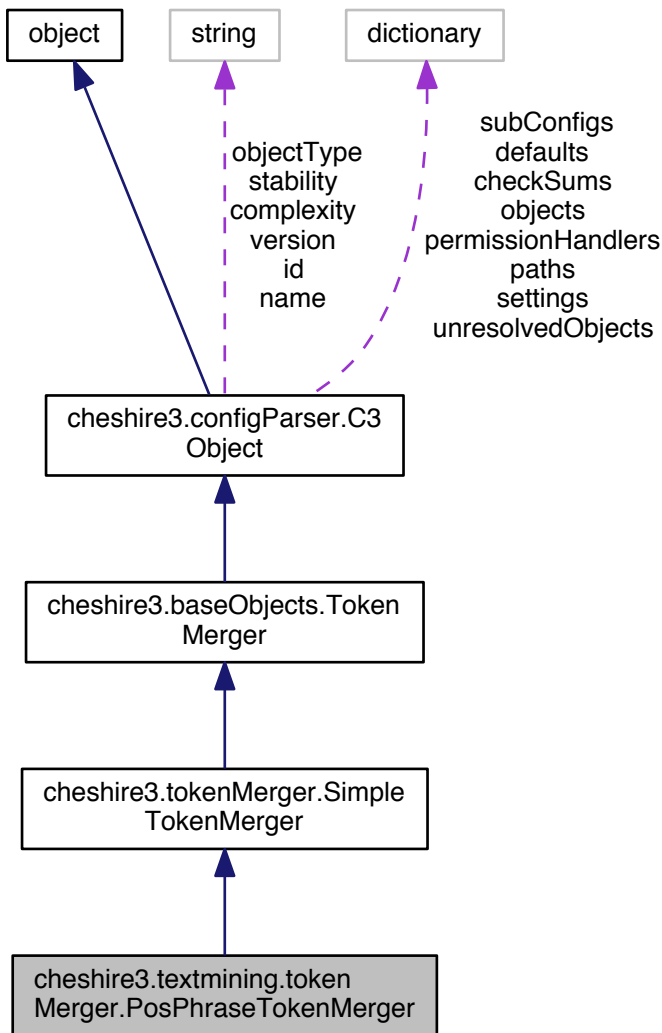 object
string
dictionary
objectType
stability
complexity
version
id
name
subConfigs
defaults
checkSums
objects
permissionHandlers
paths
settings
unresolvedObjects
cheshire3.configParser.C3
Object
cheshire3.baseObjects.Token
Merger
cheshire3.tokenMerger.Simple
TokenMerger
cheshire3.textmining.token
Merger.PosPhraseTokenMerger